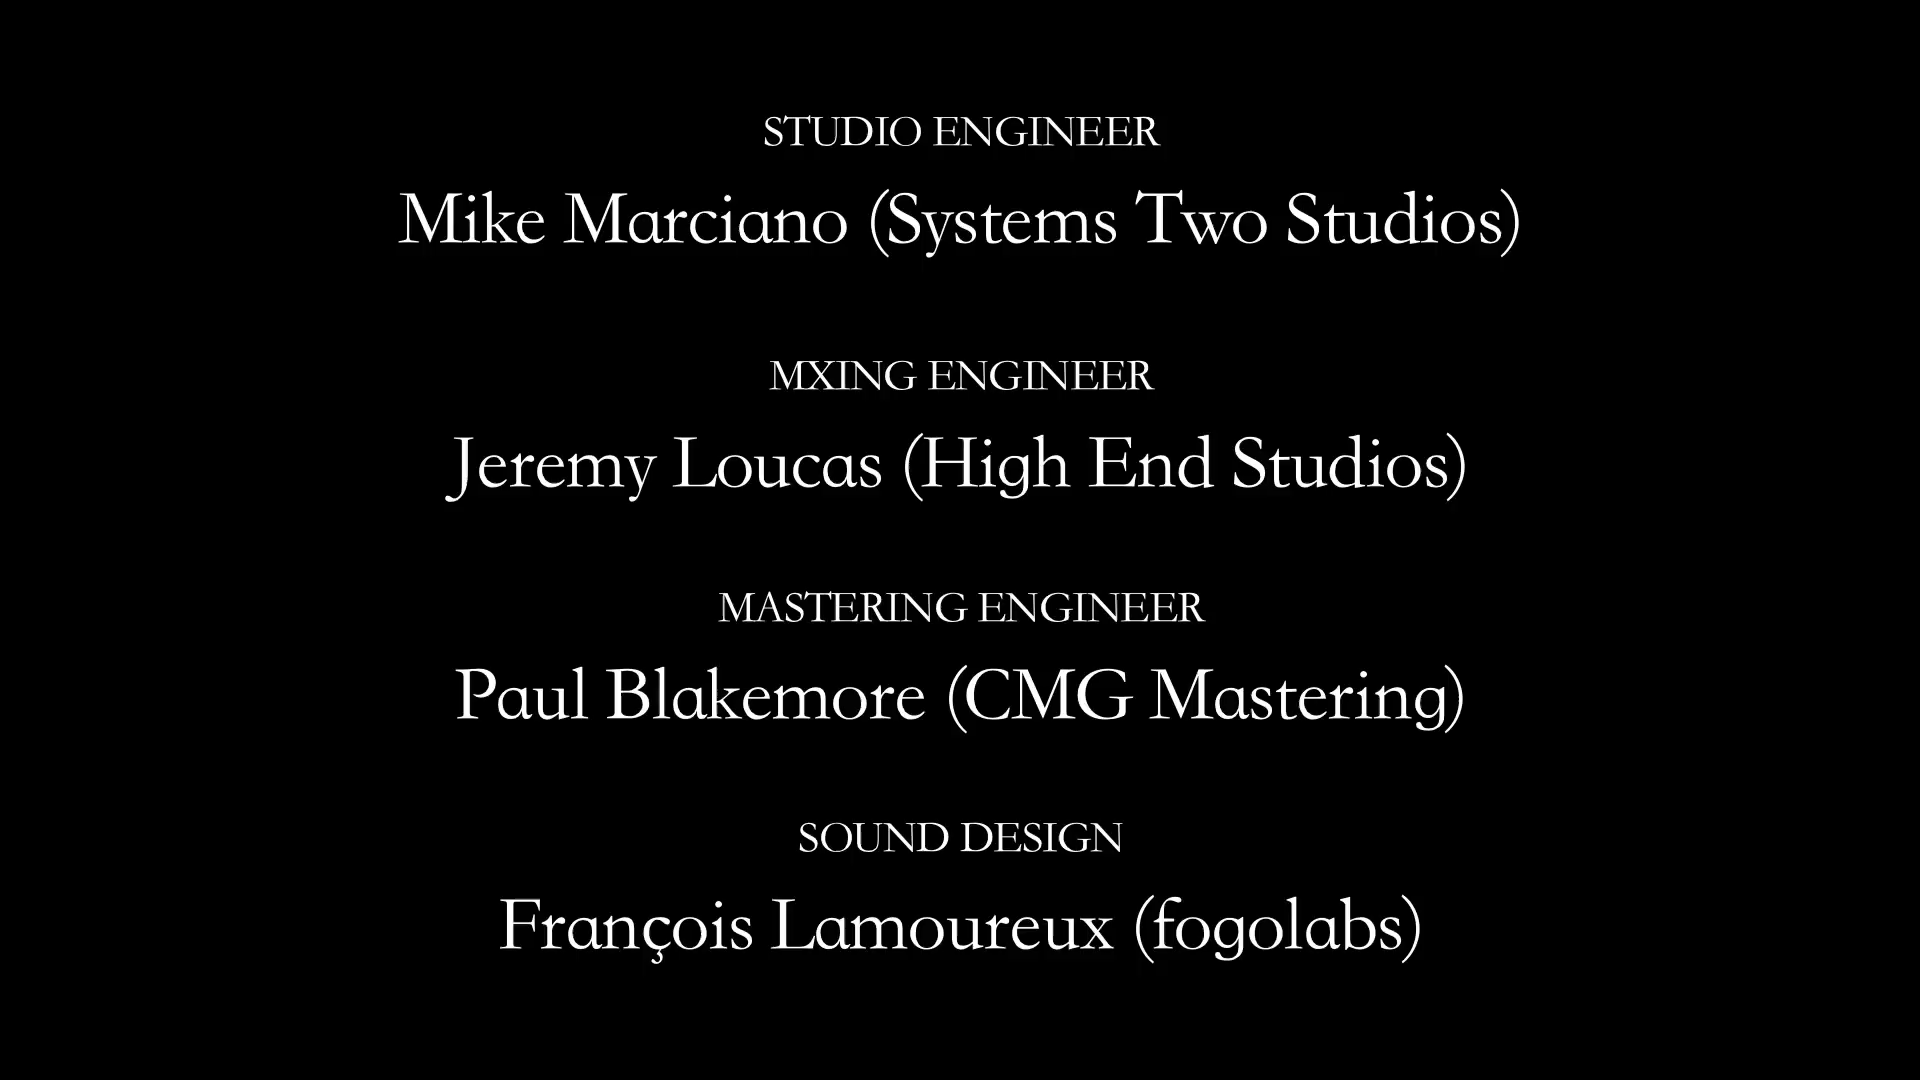 STUDIO ENGINEER
Mike Marciano (Systems Two Studios)
MXING ENGINEER
Jeremy Loucas (High End Studios)
MASTERING ENGINEER
Paul Blakemore (CMG Mastering)
SOUND DESIGN
François Lamoureux (fogolabs)